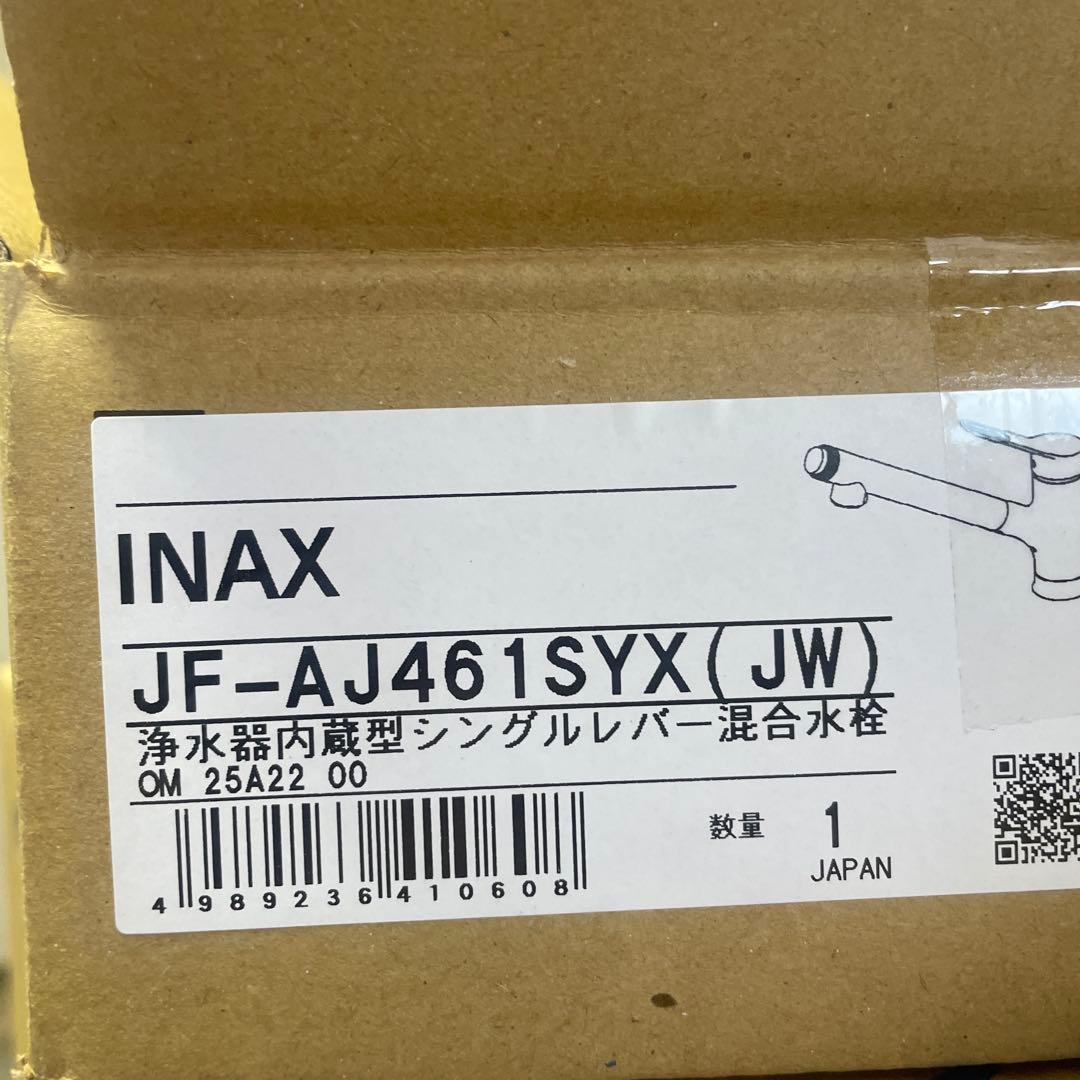 INAX
JF-AJ461SYX(JW)
浄水器内蔵型シングルレバー混合水栓
OM 25A22 00
数量 1
JAPAN
4 989236 410608